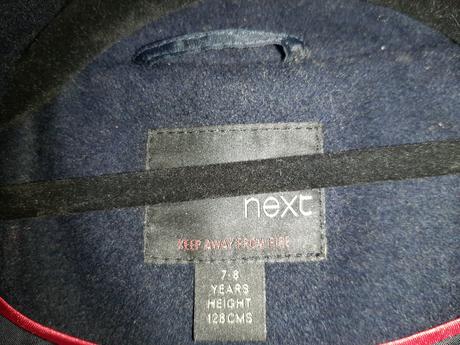 next
KEEP AWAY FROM FIRE
7-8
YEARS
HEIGHT
128CMS